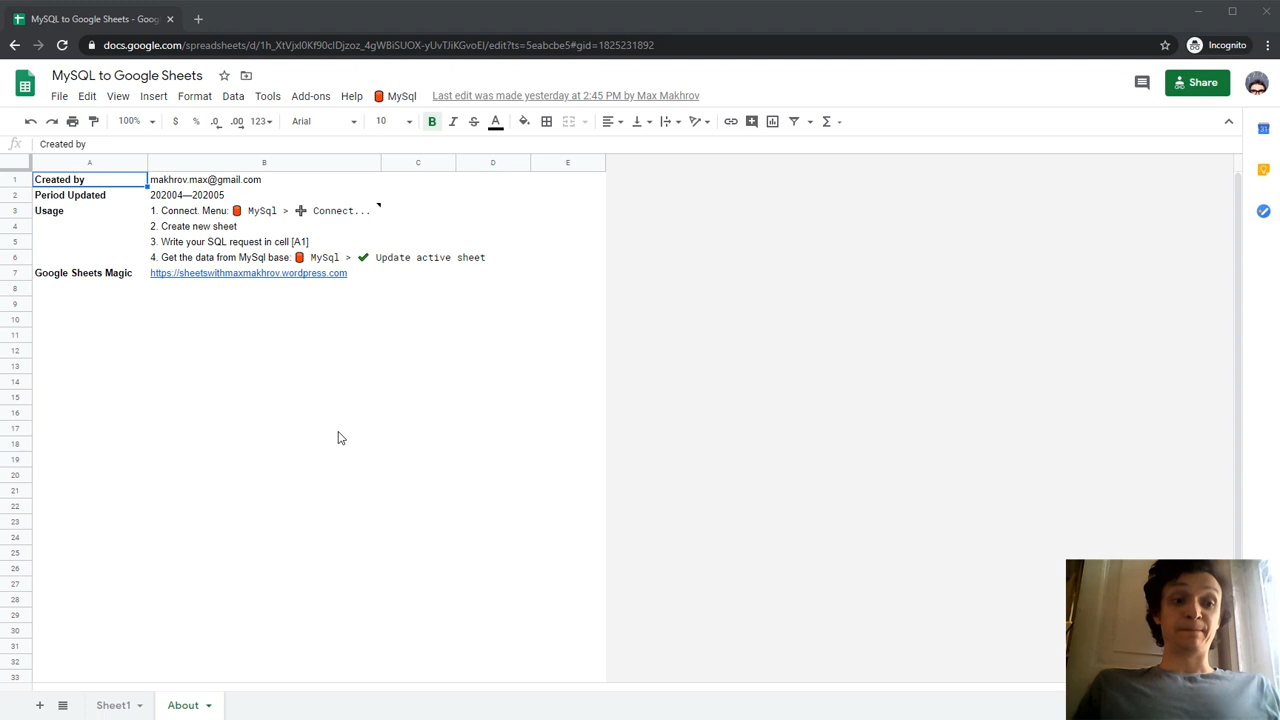 MySQL to Google Sheets - Goog
docs.google.com/spreadsheets/d/1h_XtVjxl0Kf90clDjzoz_4gW8iSUOX-yUvTJiKGvoEI/edit?ts=5eabcbe5#gid=1825231892
Incognito
MySQL to Google Sheets
File Edit View Insert Format Data Tools Add-ons Help MySql Last edit was made yesterday at 2:45 PM by Max Makhrov
Share
100% $ % .0 .00 123 Arial 10 B I S A
fx Created by
A B C D E
1 Created by makhrov.max@gmail.com
2 Period Updated 202004—202005
3 Usage 1. Connect. Menu: MySql > Connect...
4 2. Create new sheet
5 3. Write your SQL request in cell [A1]
6 4. Get the data from MySql base: MySql > Update active sheet
7 Google Sheets Magic https://sheetswithmaxmakhrov.wordpress.com
8
9
10
11
12
13
14
15
16
17
18
19
20
21
22
23
24
25
26
27
28
29
30
31
32
33
Sheet1 About